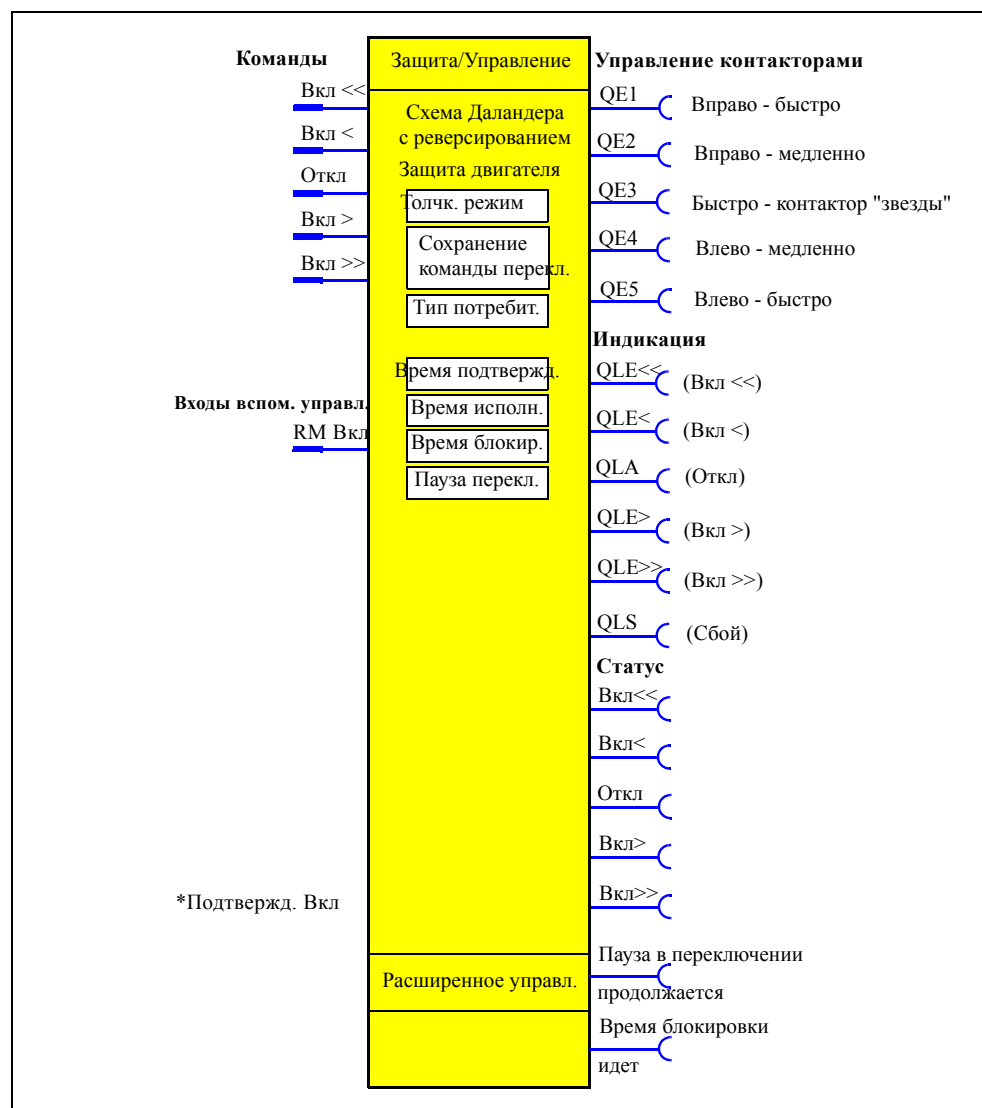 Команды
Вкл <<
Вкл <
Откл
Вкл >
Вкл >>
Входы вспом. управл.
RM Вкл
*Подтвержд. Вкл
Защита/Управление
Схема Даландера
с реверсированием
Защита двигателя
Толчк. режим
Сохранение
команды перекл.
Тип потребит.
Время подтвержд.
Время исполн.
Время блокир.
Пауза перекл.
Расширенное управл.
Управление контакторами
QE1 Вправо - быстро
QE2 Вправо - медленно
QE3 Быстро - контактор "звезды"
QE4 Влево - медленно
QE5 Влево - быстро
Индикация
QLE<< (Вкл <<)
QLE< (Вкл <)
QLA (Откл)
QLE> (Вкл >)
QLE>> (Вкл >>)
QLS (Сбой)
Статус
Вкл<<
Вкл<
Откл
Вкл>
Вкл>>
Пауза в переключении
продолжается
Время блокировки
идет